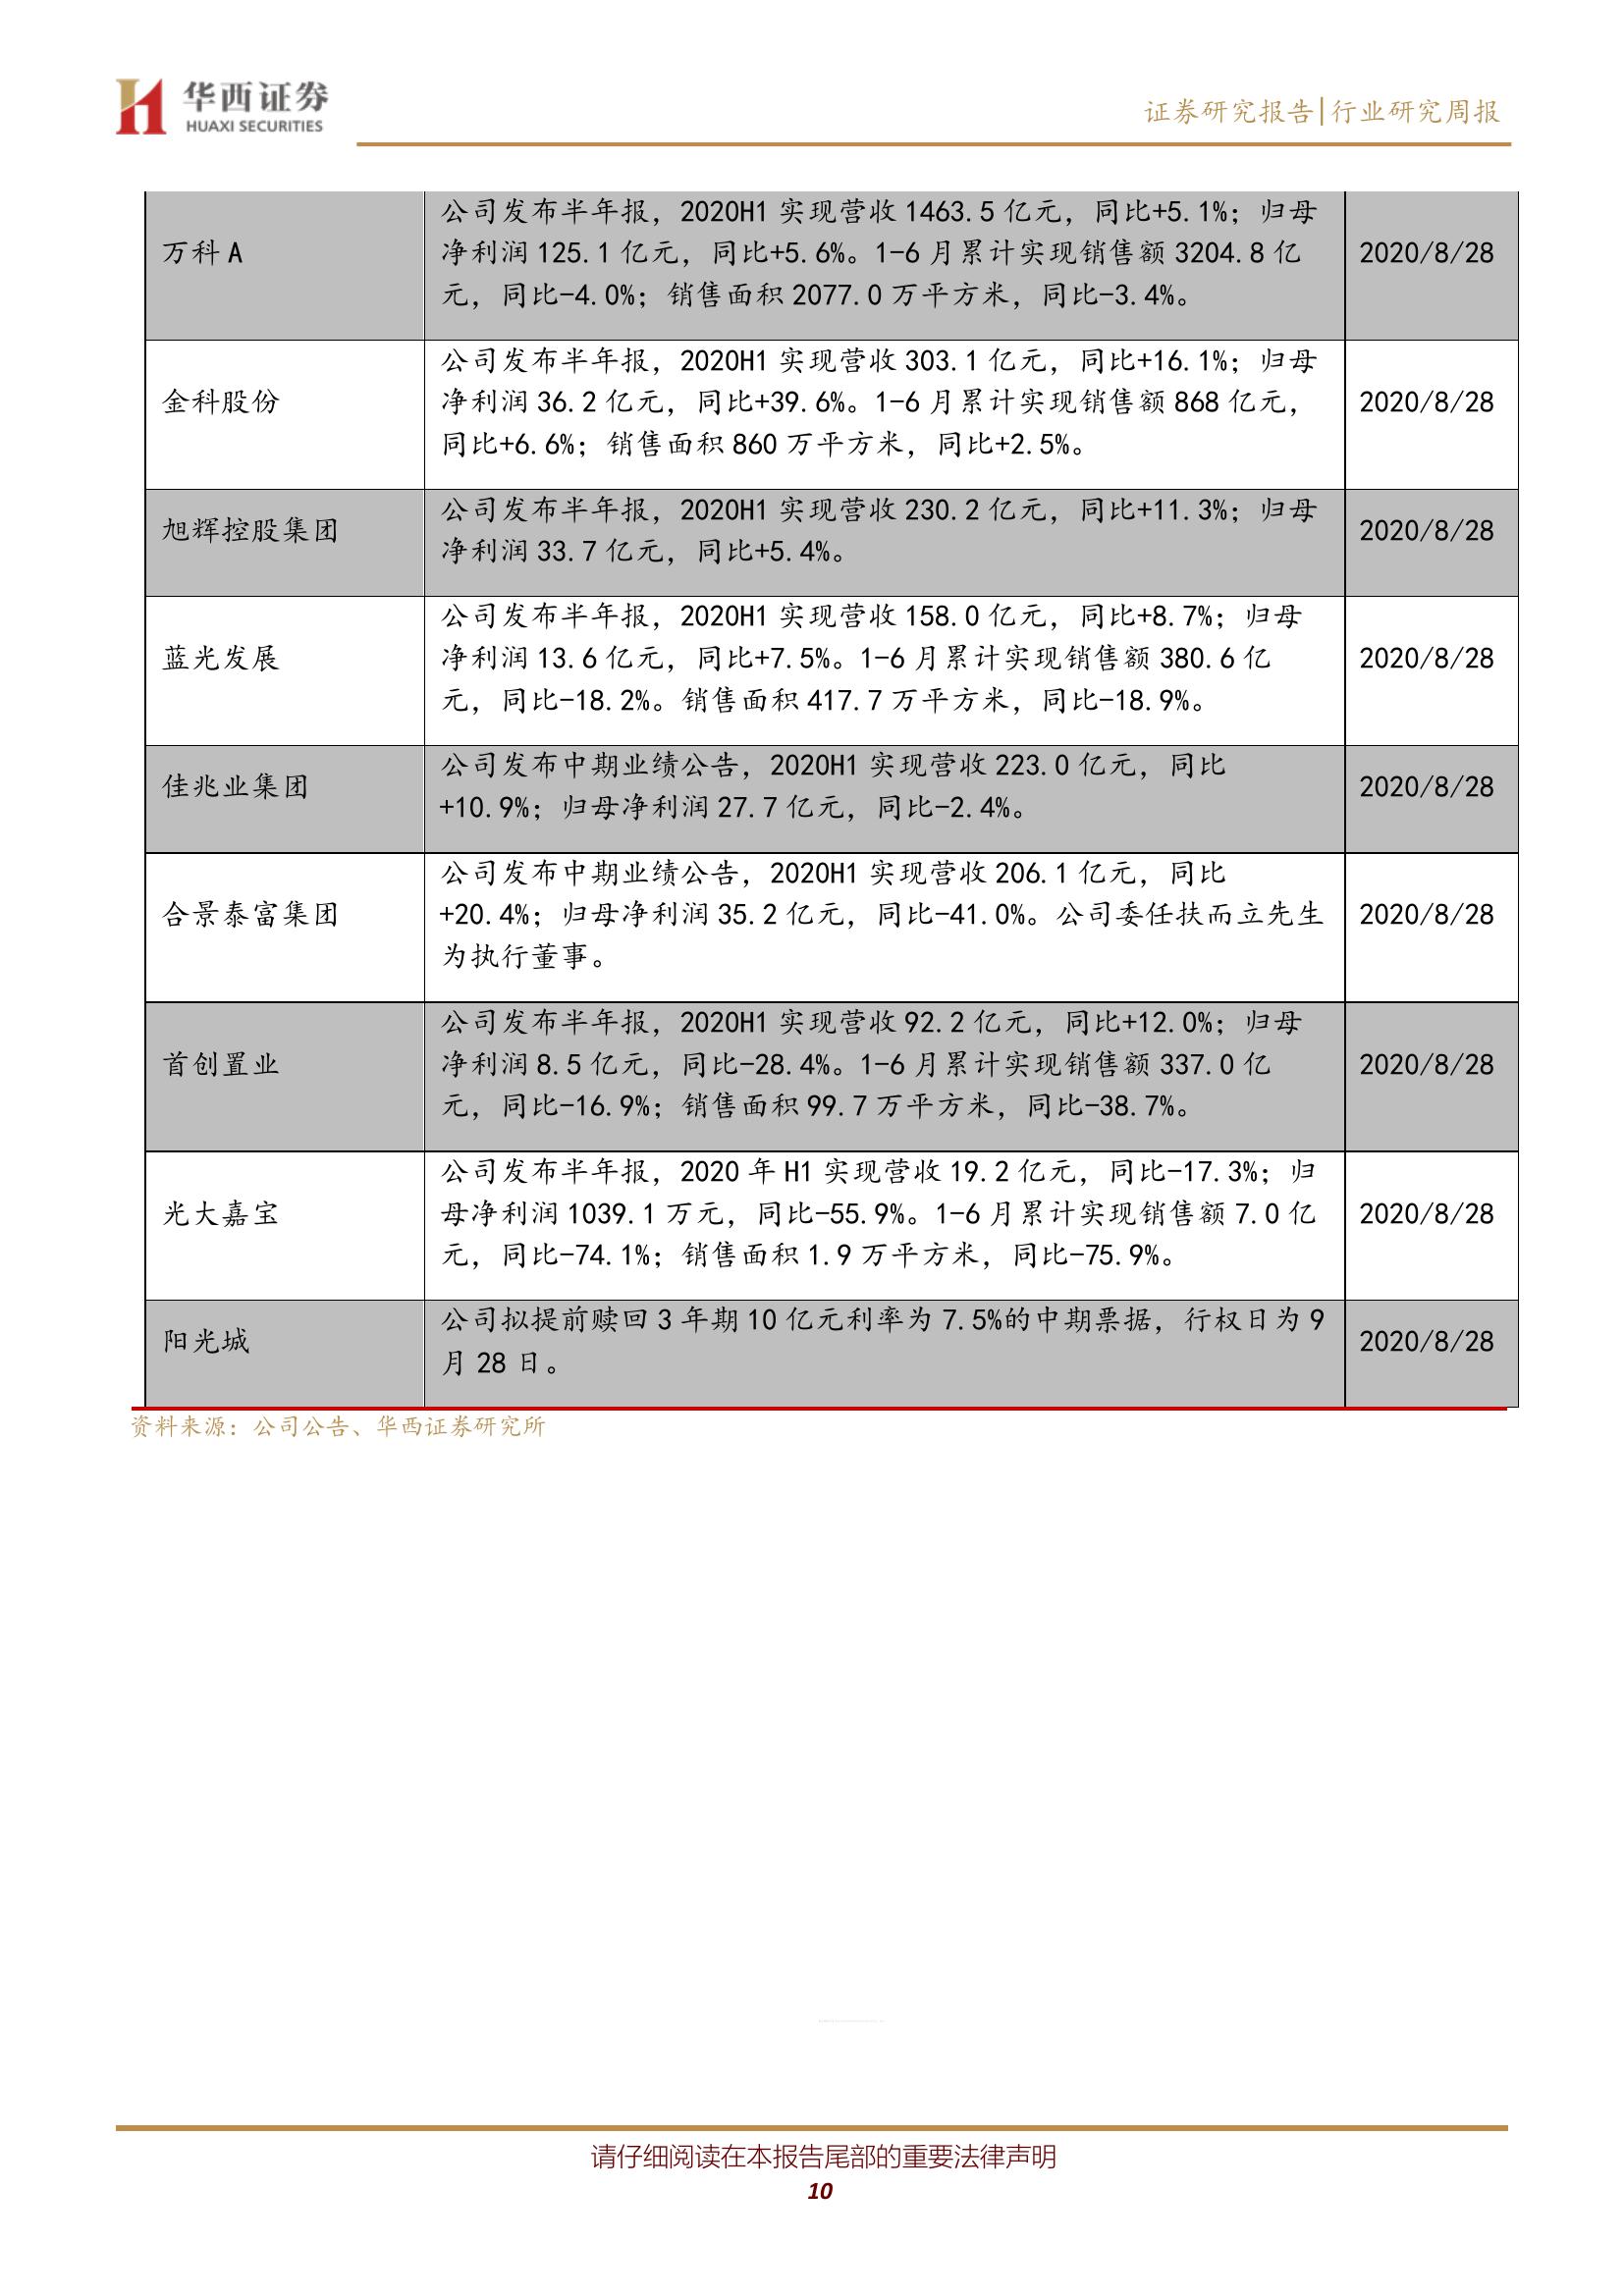 华西证券
HUAXI SECURITIES
证券研究报告|行业研究周报
万科 A
公司发布半年报，2020H1 实现营收 1463.5 亿元，同比+5.1%；归母
净利润 125.1 亿元，同比+5.6%。1-6 月累计实现销售额 3204.8 亿
元，同比-4.0%；销售面积 2077.0 万平方米，同比-3.4%。
2020/8/28
金科股份
公司发布半年报，2020H1 实现营收 303.1 亿元，同比+16.1%；归母
净利润 36.2 亿元，同比+39.6%。1-6 月累计实现销售额 868 亿元，
同比+6.6%；销售面积 860 万平方米，同比+2.5%。
2020/8/28
旭辉控股集团
公司发布半年报，2020H1 实现营收 230.2 亿元，同比+11.3%；归母
净利润 33.7 亿元，同比+5.4%。
2020/8/28
蓝光发展
公司发布半年报，2020H1 实现营收 158.0 亿元，同比+8.7%；归母
净利润 13.6 亿元，同比+7.5%。1-6 月累计实现销售额 380.6 亿
元，同比-18.2%。销售面积 417.7 万平方米，同比-18.9%。
2020/8/28
佳兆业集团
公司发布中期业绩公告，2020H1 实现营收 223.0 亿元，同比
+10.9%；归母净利润 27.7 亿元，同比-2.4%。
2020/8/28
合景泰富集团
公司发布中期业绩公告，2020H1 实现营收 206.1 亿元，同比
+20.4%；归母净利润 35.2 亿元，同比-41.0%。公司委任扶而立先生
为执行董事。
2020/8/28
首创置业
公司发布半年报，2020H1 实现营收 92.2 亿元，同比+12.0%；归母
净利润 8.5 亿元，同比-28.4%。1-6 月累计实现销售额 337.0 亿
元，同比-16.9%；销售面积 99.7 万平方米，同比-38.7%。
2020/8/28
光大嘉宝
公司发布半年报，2020 年 H1 实现营收 19.2 亿元，同比-17.3%；归
母净利润 1039.1 万元，同比-55.9%。1-6 月累计实现销售额 7.0 亿
元，同比-74.1%；销售面积 1.9 万平方米，同比-75.9%。
2020/8/28
阳光城
公司拟提前赎回 3 年期 10 亿元利率为 7.5%的中期票据，行权日为 9
月 28 日。
2020/8/28
资料来源：公司公告、华西证券研究所
请仔细阅读在本报告尾部的重要法律声明
10